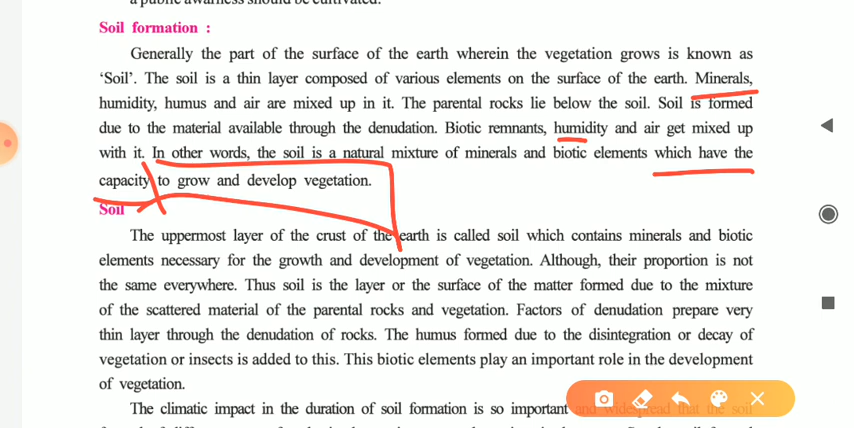 a public awarness should be cultivated.
Soil formation :
Generally the part of the surface of the earth wherein the vegetation grows is known as
‘Soil’. The soil is a thin layer composed of various elements on the surface of the earth. Minerals,
humidity, humus and air are mixed up in it. The parental rocks lie below the soil. Soil is formed
due to the material available through the denudation. Biotic remnants, humidity and air get mixed up
with it. In other words, the soil is a natural mixture of minerals and biotic elements which have the
capacity to grow and develop vegetation.
Soil
The uppermost layer of the crust of the earth is called soil which contains minerals and biotic
elements necessary for the growth and development of vegetation. Although, their proportion is not
the same everywhere. Thus soil is the layer or the surface of the matter formed due to the mixture
of the scattered material of the parental rocks and vegetation. Factors of denudation prepare very
thin layer through the denudation of rocks. The humus formed due to the disintegration or decay of
vegetation or insects is added to this. This biotic elements play an important role in the development
of vegetation.
The climatic impact in the duration of soil formation is so important and widespread that the soil